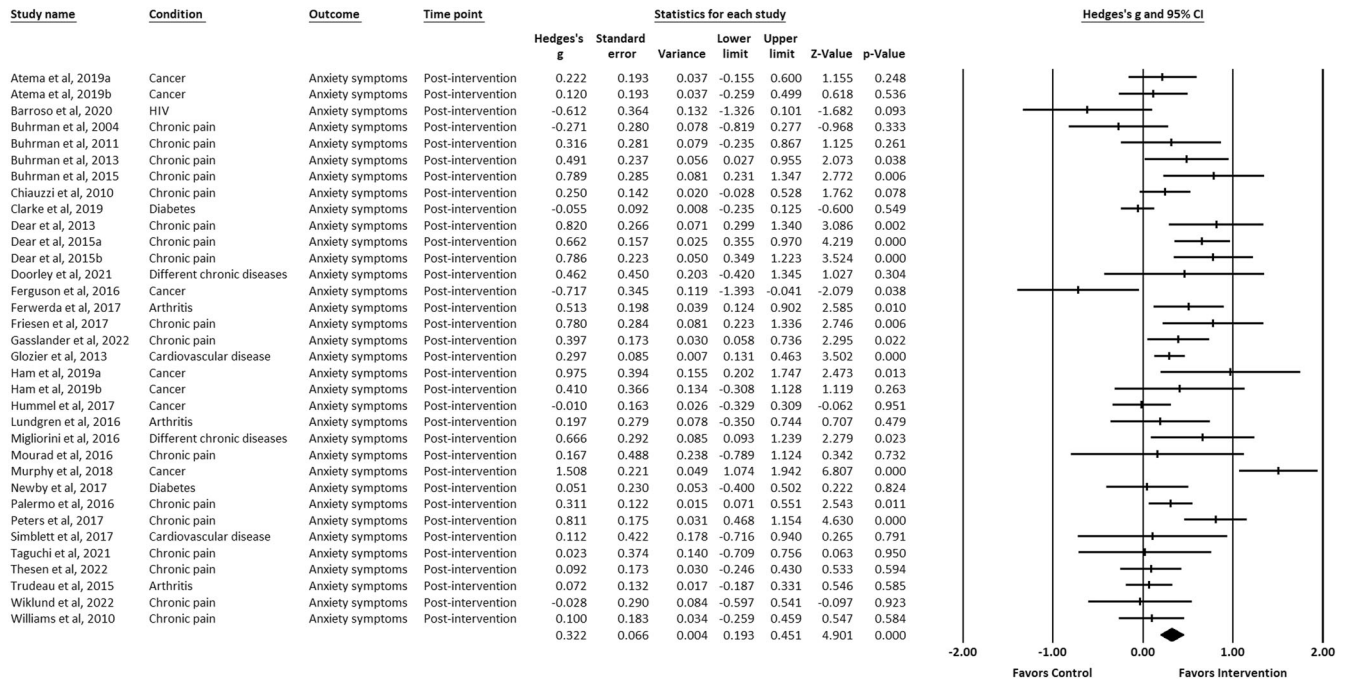 Study name Condition Outcome Time point Statistics for each study Hedges's g and 95% CI
Hedges's g Standard error Variance Lower limit Upper limit Z-Value p-Value
Atema et al, 2019a Cancer Anxiety symptoms Post-intervention 0.222 0.193 0.037 -0.155 0.600 1.155 0.248
Atema et al, 2019b Cancer Anxiety symptoms Post-intervention 0.120 0.193 0.037 -0.259 0.499 0.618 0.536
Barroso et al, 2020 HIV Anxiety symptoms Post-intervention -0.612 0.364 0.132 -1.326 0.101 -1.682 0.093
Buhrman et al, 2004 Chronic pain Anxiety symptoms Post-intervention -0.271 0.280 0.078 -0.819 0.277 -0.968 0.333
Buhrman et al, 2011 Chronic pain Anxiety symptoms Post-intervention 0.316 0.281 0.079 -0.235 0.867 1.125 0.261
Buhrman et al, 2013 Chronic pain Anxiety symptoms Post-intervention 0.491 0.237 0.056 0.027 0.955 2.073 0.038
Buhrman et al, 2015 Chronic pain Anxiety symptoms Post-intervention 0.789 0.285 0.081 0.231 1.347 2.772 0.006
Chiauzzi et al, 2010 Chronic pain Anxiety symptoms Post-intervention 0.250 0.142 0.020 -0.028 0.528 1.762 0.078
Clarke et al, 2019 Diabetes Anxiety symptoms Post-intervention -0.055 0.092 0.008 -0.235 0.125 -0.600 0.549
Dear et al, 2013 Chronic pain Anxiety symptoms Post-intervention 0.820 0.266 0.071 0.299 1.340 3.086 0.002
Dear et al, 2015a Chronic pain Anxiety symptoms Post-intervention 0.662 0.157 0.025 0.355 0.970 4.219 0.000
Dear et al, 2015b Chronic pain Anxiety symptoms Post-intervention 0.786 0.223 0.050 0.349 1.223 3.524 0.000
Doorley et al, 2021 Different chronic diseases Anxiety symptoms Post-intervention 0.462 0.450 0.203 -0.420 1.345 1.027 0.304
Ferguson et al, 2016 Cancer Anxiety symptoms Post-intervention -0.717 0.345 0.119 -1.393 -0.041 -2.079 0.038
Ferwerda et al, 2017 Arthritis Anxiety symptoms Post-intervention 0.513 0.198 0.039 0.124 0.902 2.585 0.010
Friesen et al, 2017 Chronic pain Anxiety symptoms Post-intervention 0.780 0.284 0.081 0.223 1.336 2.746 0.006
Gasslander et al, 2022 Chronic pain Anxiety symptoms Post-intervention 0.397 0.173 0.030 0.058 0.736 2.295 0.022
Glozier et al, 2013 Cardiovascular disease Anxiety symptoms Post-intervention 0.297 0.085 0.007 0.131 0.463 3.502 0.000
Ham et al, 2019a Cancer Anxiety symptoms Post-intervention 0.975 0.394 0.155 0.202 1.747 2.473 0.013
Ham et al, 2019b Cancer Anxiety symptoms Post-intervention 0.410 0.366 0.134 -0.308 1.128 1.119 0.263
Hummel et al, 2017 Cancer Anxiety symptoms Post-intervention -0.010 0.163 0.026 -0.329 0.309 -0.062 0.951
Lundgren et al, 2016 Arthritis Anxiety symptoms Post-intervention 0.197 0.279 0.078 -0.350 0.744 0.707 0.479
Migliorini et al, 2016 Different chronic diseases Anxiety symptoms Post-intervention 0.666 0.292 0.085 0.093 1.239 2.279 0.023
Mourad et al, 2016 Chronic pain Anxiety symptoms Post-intervention 0.167 0.488 0.238 -0.789 1.124 0.342 0.732
Murphy et al, 2018 Cancer Anxiety symptoms Post-intervention 1.508 0.221 0.049 1.074 1.942 6.807 0.000
Newby et al, 2017 Diabetes Anxiety symptoms Post-intervention 0.051 0.230 0.053 -0.400 0.502 0.222 0.824
Palermo et al, 2016 Chronic pain Anxiety symptoms Post-intervention 0.311 0.122 0.015 0.071 0.551 2.543 0.011
Peters et al, 2017 Chronic pain Anxiety symptoms Post-intervention 0.811 0.175 0.031 0.468 1.154 4.630 0.000
Simblett et al, 2017 Cardiovascular disease Anxiety symptoms Post-intervention 0.112 0.422 0.178 -0.716 0.940 0.265 0.791
Taguchi et al, 2021 Chronic pain Anxiety symptoms Post-intervention 0.023 0.374 0.140 -0.709 0.756 0.063 0.950
Thesen et al, 2022 Chronic pain Anxiety symptoms Post-intervention 0.092 0.173 0.030 -0.246 0.430 0.533 0.594
Trudeau et al, 2015 Arthritis Anxiety symptoms Post-intervention 0.072 0.132 0.017 -0.187 0.331 0.546 0.585
Wiklund et al, 2022 Chronic pain Anxiety symptoms Post-intervention -0.028 0.290 0.084 -0.597 0.541 -0.097 0.923
Williams et al, 2010 Chronic pain Anxiety symptoms Post-intervention 0.100 0.183 0.034 -0.259 0.459 0.547 0.584
0.322 0.066 0.004 0.193 0.451 4.901 0.000
-2.00 -1.00 0.00 1.00 2.00
Favors Control Favors Intervention